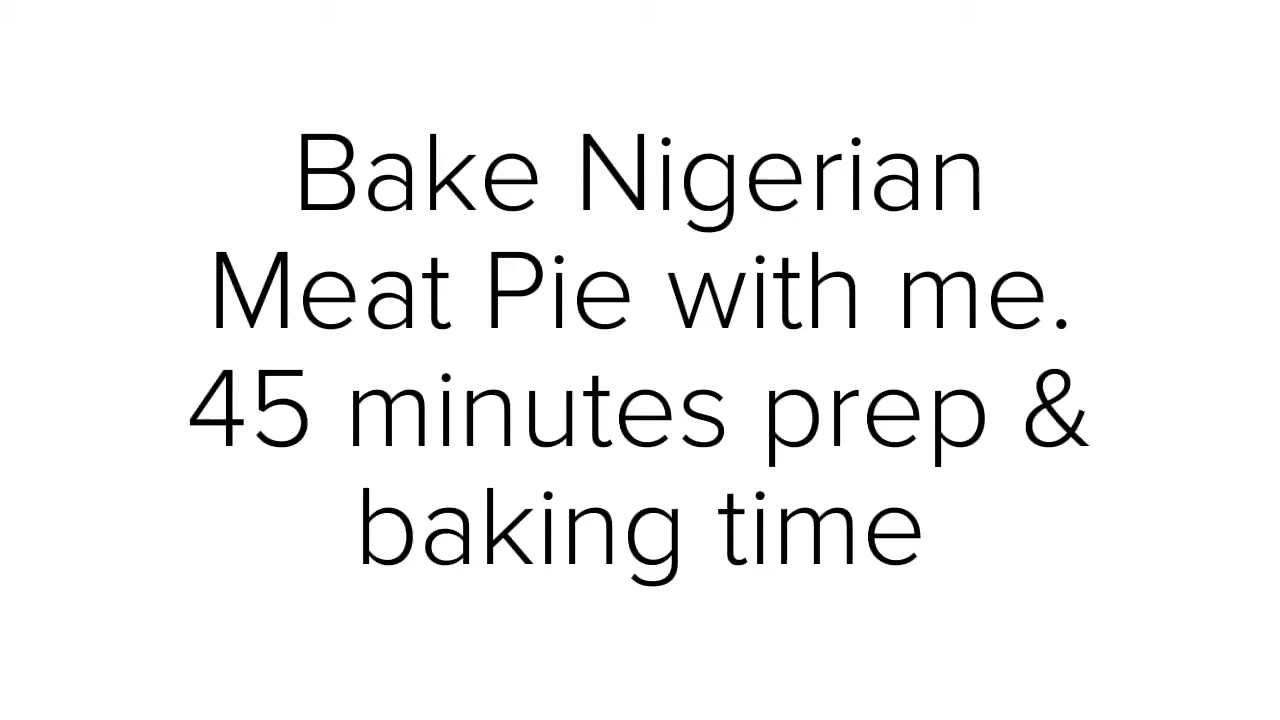 Bake Nigerian
Meat Pie with me.
45 minutes prep &
baking time